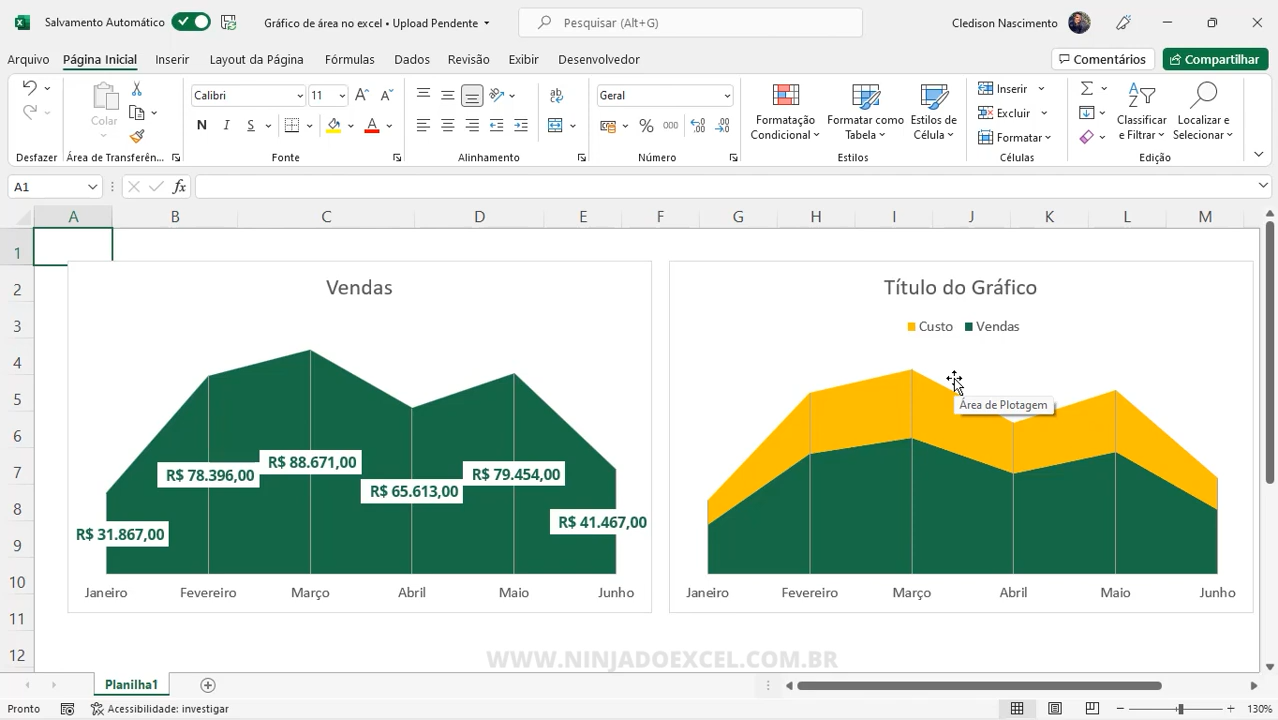 Salvamento Automático
Gráfico de área no excel • Upload Pendente
Pesquisar (Alt+G)
Cledison Nascimento
Arquivo
Página Inicial
Inserir
Layout da Página
Fórmulas
Dados
Revisão
Exibir
Desenvolvedor
Comentários
Compartilhar
Colar
Calibri
11
N
I
S
A
ab
Geral
%
000
Formatação
Condicional
Formatar como
Tabela
Estilos de
Célula
Inserir
Excluir
Formatar
Classificar
e Filtrar
Localizar e
Selecionar
Desfazer
Área de Transferên...
Fonte
Alinhamento
Número
Estilos
Células
Edição
A1
fx
A B C D E F G H I J K L M
1
2
3
4
5
6
7
8
9
10
11
12
Vendas
R$ 31.867,00
R$ 78.396,00
R$ 88.671,00
R$ 65.613,00
R$ 79.454,00
R$ 41.467,00
Janeiro Fevereiro Março Abril Maio Junho
Título do Gráfico
Custo Vendas
Área de Plotagem
Janeiro Fevereiro Março Abril Maio Junho
WWW.NINJADOEXCEL.COM.BR
Planilha1
Pronto
Acessibilidade: investigar
130%